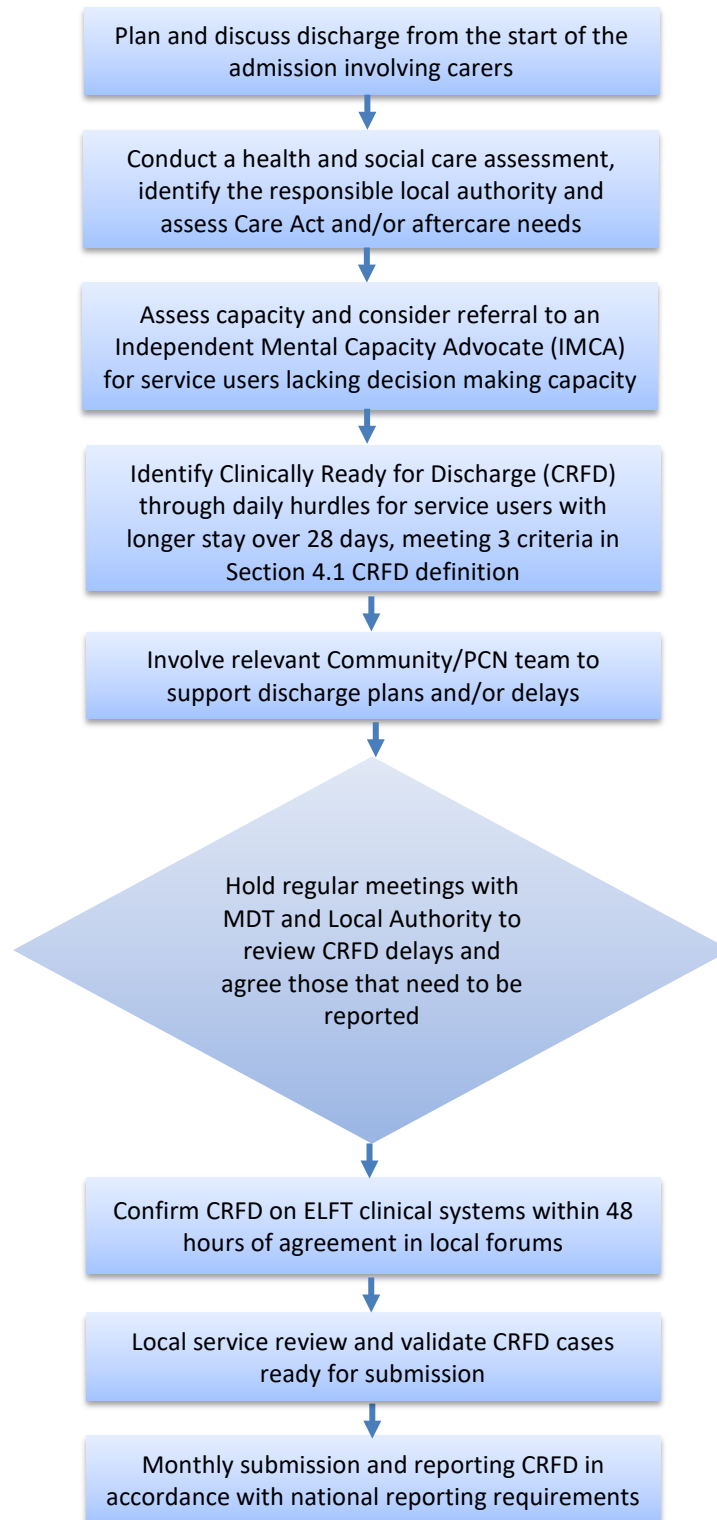 Plan and discuss discharge from the start of the
admission involving carers
Conduct a health and social care assessment,
identify the responsible local authority and
assess Care Act and/or aftercare needs
Assess capacity and consider referral to an
Independent Mental Capacity Advocate (IMCA)
for service users lacking decision making capacity
Identify Clinically Ready for Discharge (CRFD)
through daily hurdles for service users with
longer stay over 28 days, meeting 3 criteria in
Section 4.1 CRFD definition
Involve relevant Community/PCN team to
support discharge plans and/or delays
Hold regular meetings with
MDT and Local Authority to
review CRFD delays and
agree those that need to be
reported
Confirm CRFD on ELFT clinical systems within 48
hours of agreement in local forums
Local service review and validate CRFD cases
ready for submission
Monthly submission and reporting CRFD in
accordance with national reporting requirements